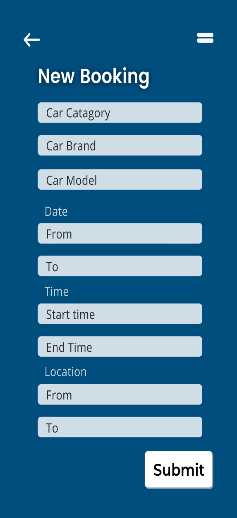 New Booking
Car Catagory
Car Brand
Car Model
Date
From
To
Time
Start time
End Time
Location
From
To
Submit